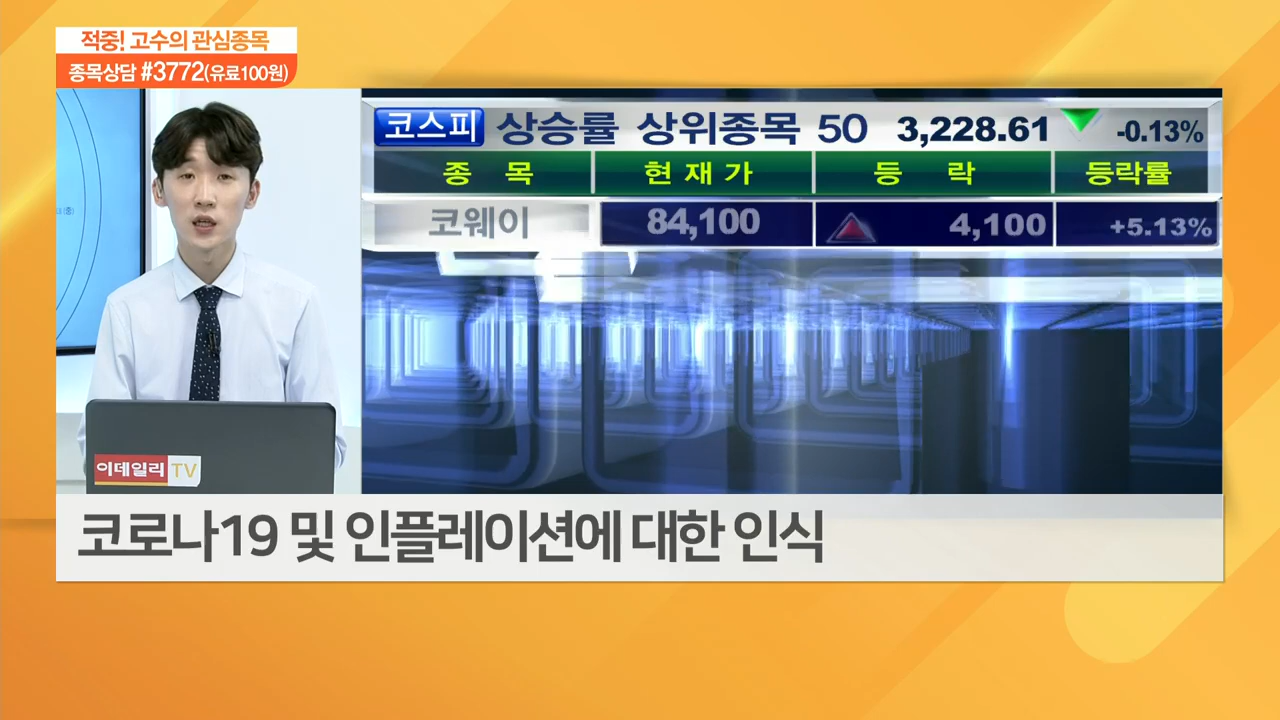 적중! 고수의 관심종목
종목상담 #3772(유료100원)
코스피 상승률 상위종목 50 3,228.61 -0.13%
종 목 현재가 등 락 등락률
코웨이 84,100 4,100 +5.13%
이데일리 TV
코로나19 및 인플레이션에 대한 인식